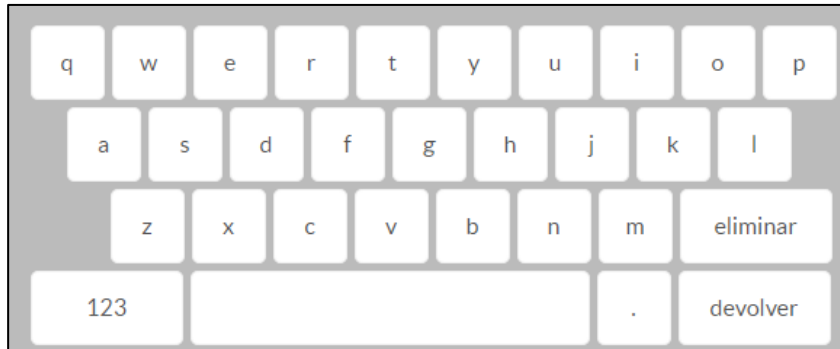 q w e r t y u i o p
a s d f g h j k l
z x c v b n m eliminar
123 . devolver